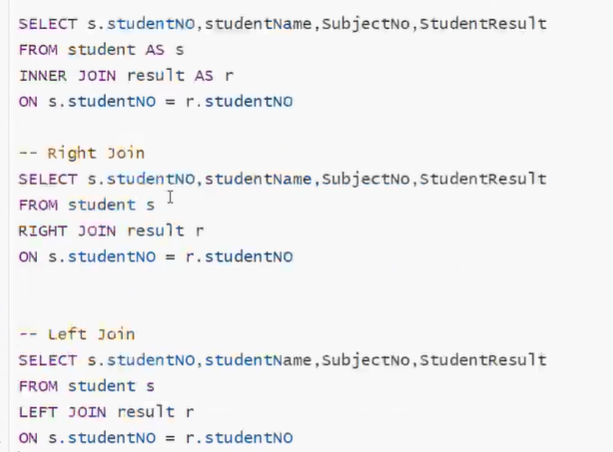 SELECT s.studentNO,studentName,SubjectNo,StudentResult
FROM student AS s
INNER JOIN result AS r
ON s.studentNO = r.studentNO
-- Right Join
SELECT s.studentNO,studentName,SubjectNo,StudentResult
FROM student s
RIGHT JOIN result r
ON s.studentNO = r.studentNO
-- Left Join
SELECT s.studentNO,studentName,SubjectNo,StudentResult
FROM student s
LEFT JOIN result r
ON s.studentNO = r.studentNO